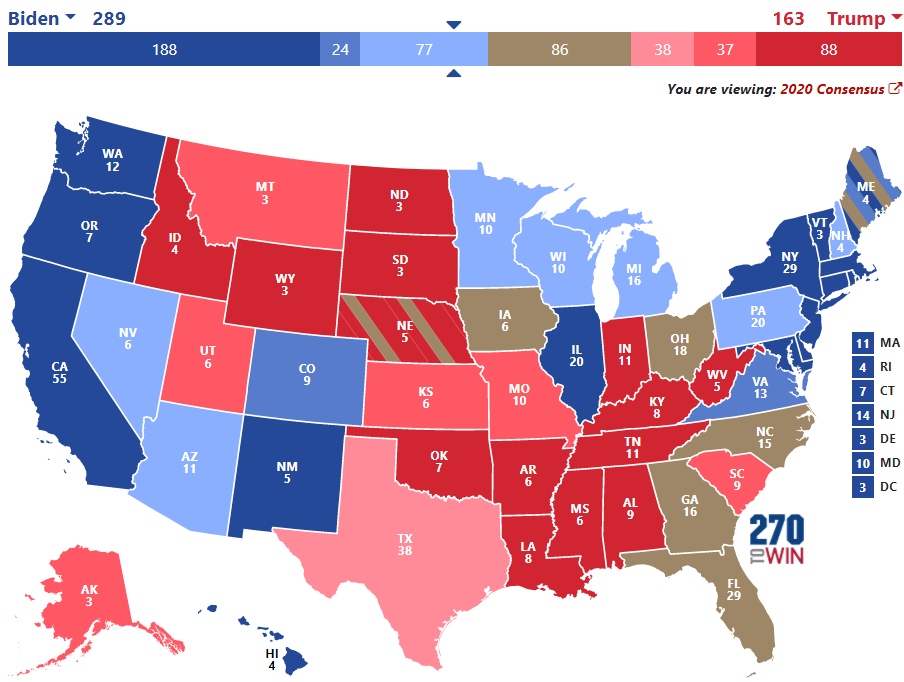 Biden 289
163 Trump
188 24 77 86 38 37 88
You are viewing: 2020 Consensus
WA
12
OR
7
CA
55
NV
6
ID
4
MT
3
WY
3
UT
6
AZ
11
CO
9
NM
5
ND
3
SD
3
NE
5
KS
6
OK
7
TX
38
MN
10
IA
6
MO
10
AR
6
LA
8
WI
10
IL
20
MI
16
IN
11
OH
18
KY
8
TN
11
MS
6
AL
9
GA
16
FL
29
SC
9
NC
15
VA
13
WV
5
PA
20
NY
29
VT
3
NH
4
ME
4
11 MA
4 RI
7 CT
14 NJ
3 DE
10 MD
3 DC
AK
3
HI
4
270
TO WIN